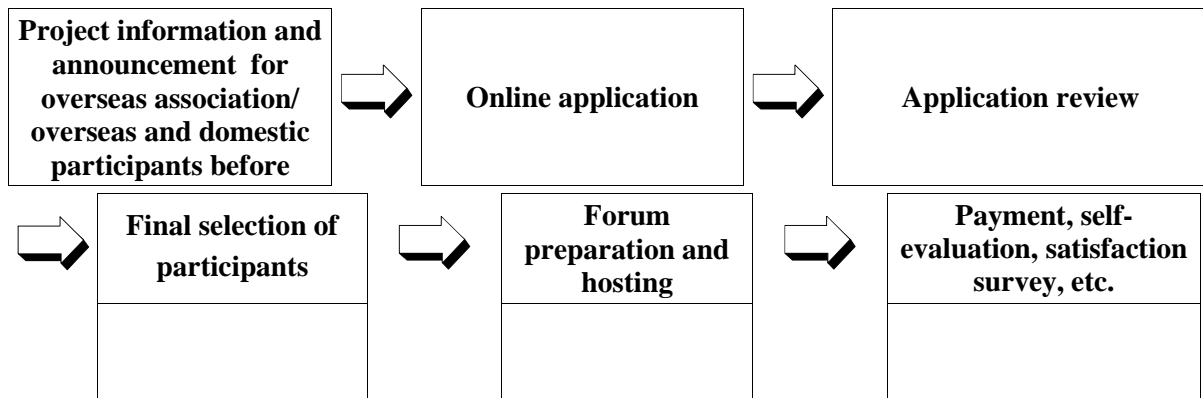 Project information and
announcement for
overseas association/
overseas and domestic
participants before
Online application
Application review
Final selection of
participants
Forum
preparation and
hosting
Payment, self-
evaluation, satisfaction
survey, etc.